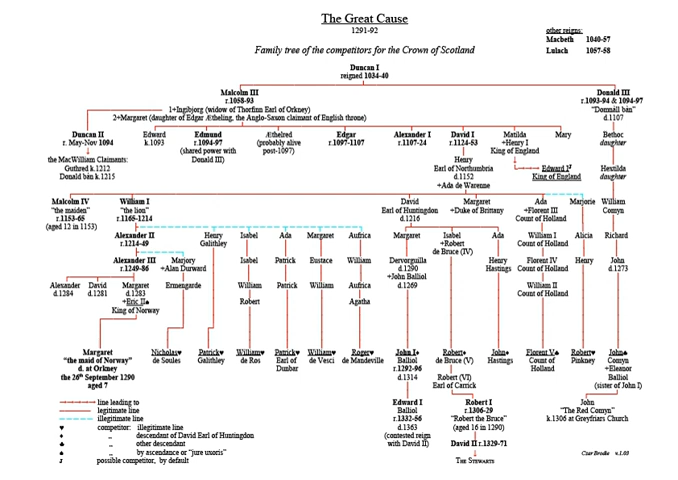 The Great Cause
1291-92
Family tree of the competitors for the Crown of Scotland
other reigns:
Macbeth 1040-57
Lulach 1057-58
Duncan I
reigned 1034-40
Malcolm III
r.1058-93
1+Ingibjorg (widow of Thorfinn Earl of Orkney)
2+Margaret (daughter of Edgar Ætheling, the Anglo-Saxon claimant of English throne)
Donald III
r.1093-94 & 1094-97
"Domnall bán"
d.1107
Duncan II
r. May-Nov 1094
the MacWilliam Claimants:
Guthred k.1212
Donald bán k.1215
Edward
k.1093
Edmund
r.1094-97
(shared power with
Donald III)
Æthelred
(probably alive
post-1097)
Edgar
r.1097-1107
Alexander I
r.1107-24
David I
r.1124-53
Henry
Earl of Northumbria
d.1152
+Ada de Warenne
Matilda
+Henry I
King of England
Edward I
King of England
Mary
Bethoc
daughter
Hextilda
daughter
Malcolm IV
"the maiden"
r.1153-65
(aged 12 in 1153)
William I
"the lion"
r.1165-1214
David
Earl of Huntingdon
d.1216
Margaret
+Duke of Brittany
Ada
+Florent III
Count of Holland
Marjorie
William
Comyn
Alexander II
r.1214-49
Henry
Galithley
Isabel
Ada
Margaret
Aufrica
Margaret
Isabel
+Robert
de Bruce (IV)
Ada
William I
Count of Holland
Alicia
Richard
Alexander III
r.1249-86
Marjory
+Alan Durward
Isabel
Patrick
Eustace
William
Dervorguilla
d.1290
+John Balliol
d.1269
Henry
Hastings
Florent IV
Count of Holland
Henry
John
d.1273
Alexander
d.1284
David
d.1281
Margaret
d.1283
+Eric II♠
King of Norway
Ermengarde
William
Patrick
William
Aufrica
William II
Count of Holland
Robert
Agatha
Margaret
"the maid of Norway"
d. at Orkney
the 26th September 1290
aged 7
Nicholas♥
de Soules
Patrick♥
Galithley
William♥
de Ros
Patrick♥
Earl of
Dunbar
William♥
de Vesci
Roger♥
de Mandeville
John I♦
Balliol
r.1292-96
d.1314
Robert♦
de Bruce (V)
John♦
Hastings
Florent V♣
Count of
Holland
Robert♥
Pinkney
John♣
Comyn
+Eleanor
Balliol
(sister of John I)
Robert (VI)
Earl of Carrick
Edward I
Balliol
r.1332-56
d.1363
(contested reign
with David II)
Robert I
r.1306-29
"Robert the Bruce"
(aged 16 in 1290)
David II r.1329-71
The Stewarts
John
"The Red Comyn"
k.1306 at Greyfriars Church
line leading to
legitimate line
illegitimate line
♥ competitor: illegitimate line
♦ ,, descendant of David Earl of Huntingdon
♣ ,, other descendant
♠ ,, by ascendance or "jure uxoris"
possible competitor, by default
Czar Brodie v.1.03